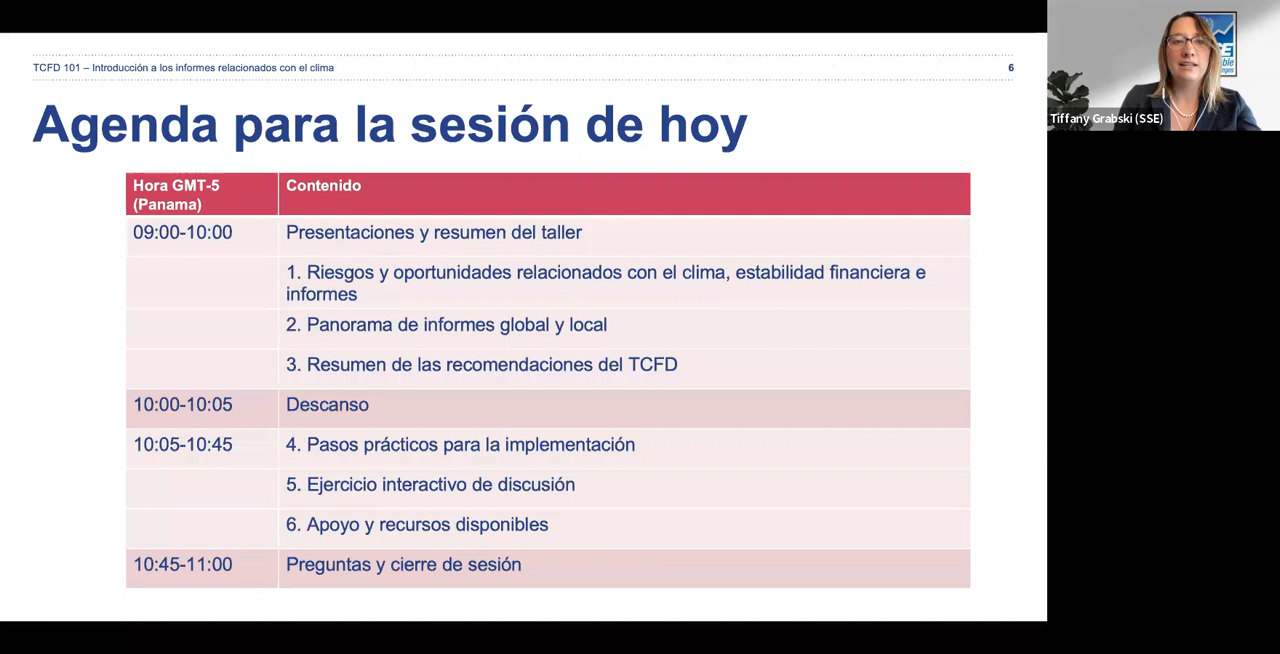 TCFD 101 – Introducción a los informes relacionados con el clima
6
Agenda para la sesión de hoy
Hora GMT-5
(Panama)
Contenido
09:00-10:00
Presentaciones y resumen del taller
1. Riesgos y oportunidades relacionados con el clima, estabilidad financiera e
informes
2. Panorama de informes global y local
3. Resumen de las recomendaciones del TCFD
10:00-10:05
Descanso
10:05-10:45
4. Pasos prácticos para la implementación
5. Ejercicio interactivo de discusión
6. Apoyo y recursos disponibles
10:45-11:00
Preguntas y cierre de sesión
Tiffany Grabski (SSE)